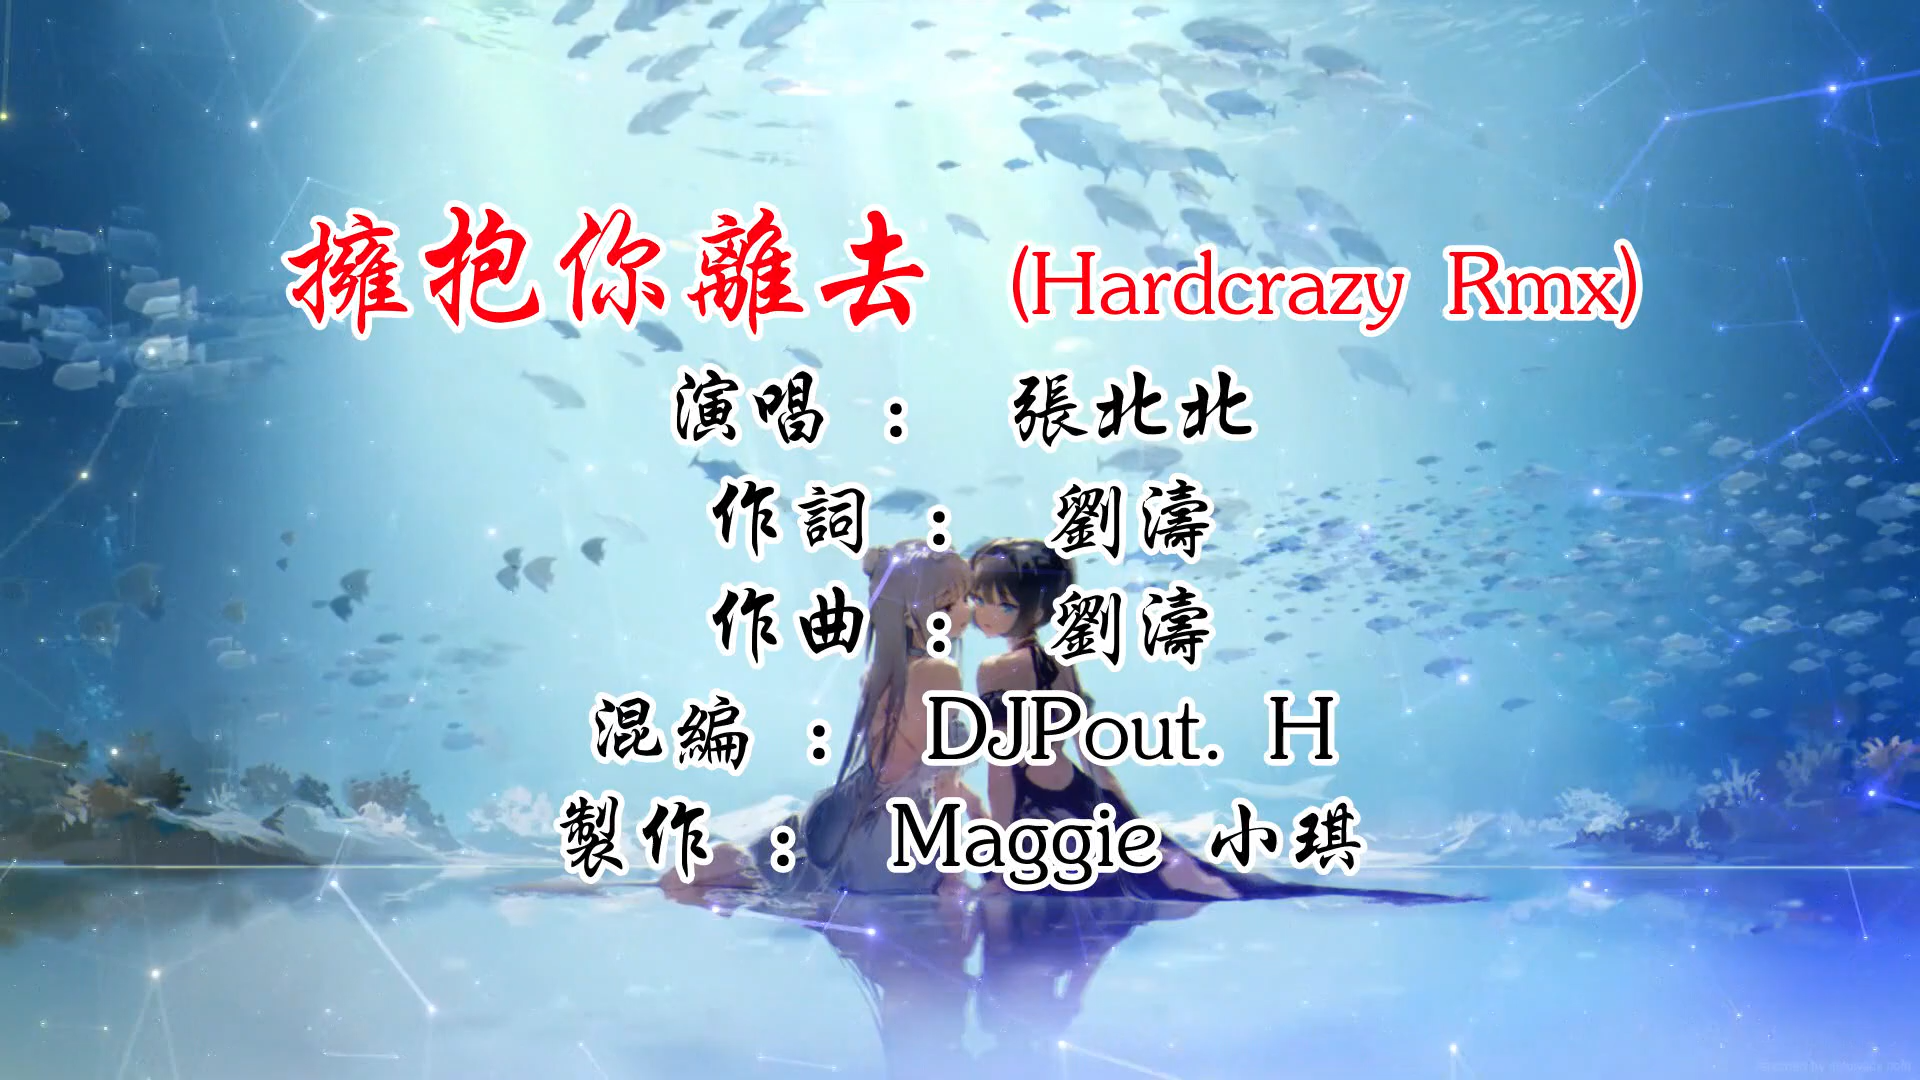 擁抱你離去 (Hardcrazy Rmx)
演唱 : 張北北
作詞 : 劉濤
作曲 : 劉濤
混編 : DJPout. H
製作 : Maggie 小琪